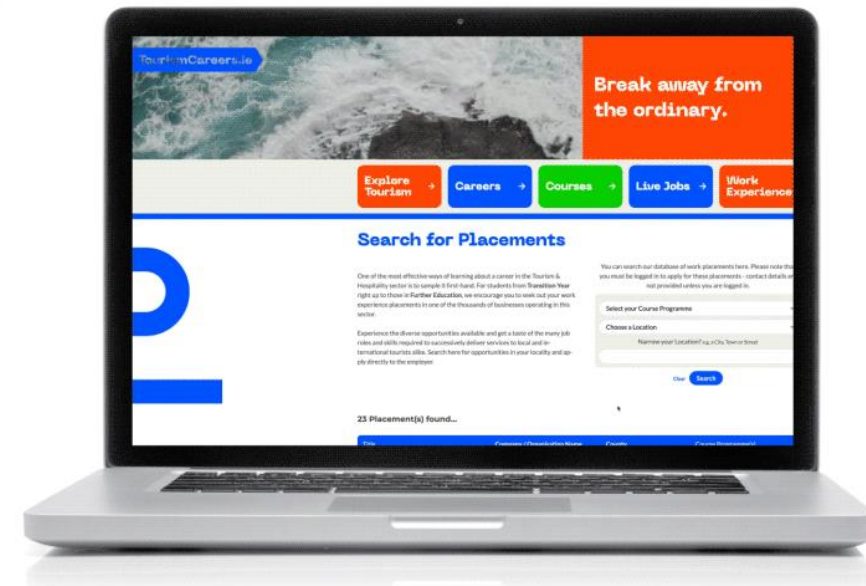 TourismCareers.ie
Break away from
the ordinary.
Explore
Tourism
Careers
Courses
Live Jobs
Work
Experience
Search for Placements
One of the most effective ways of learning about a career in the Tourism &
Hospitality sector is to sample it first-hand. For students from Transition Year
right up to those in Further Education, we encourage you to seek out your work
experience placements in one of the thousands of businesses operating in this
sector.
Experience the diverse opportunities available and get a taste of the many job
roles and skills required to successively deliver services to local and in-
ternational tourists alike. Search here for opportunities in your locality and ap-
ply directly to the employer.
You can search our database of work placements here. Please note that
you must be logged in to apply for these placements - contact details are
not provided unless you are logged in.
Select your Course Programme
Choose a Location
Narrow your Location? e.g. a City, Town or Street
Clear Search
23 Placement(s) found...
Title Company / Organisation Name County Course Programme(s)